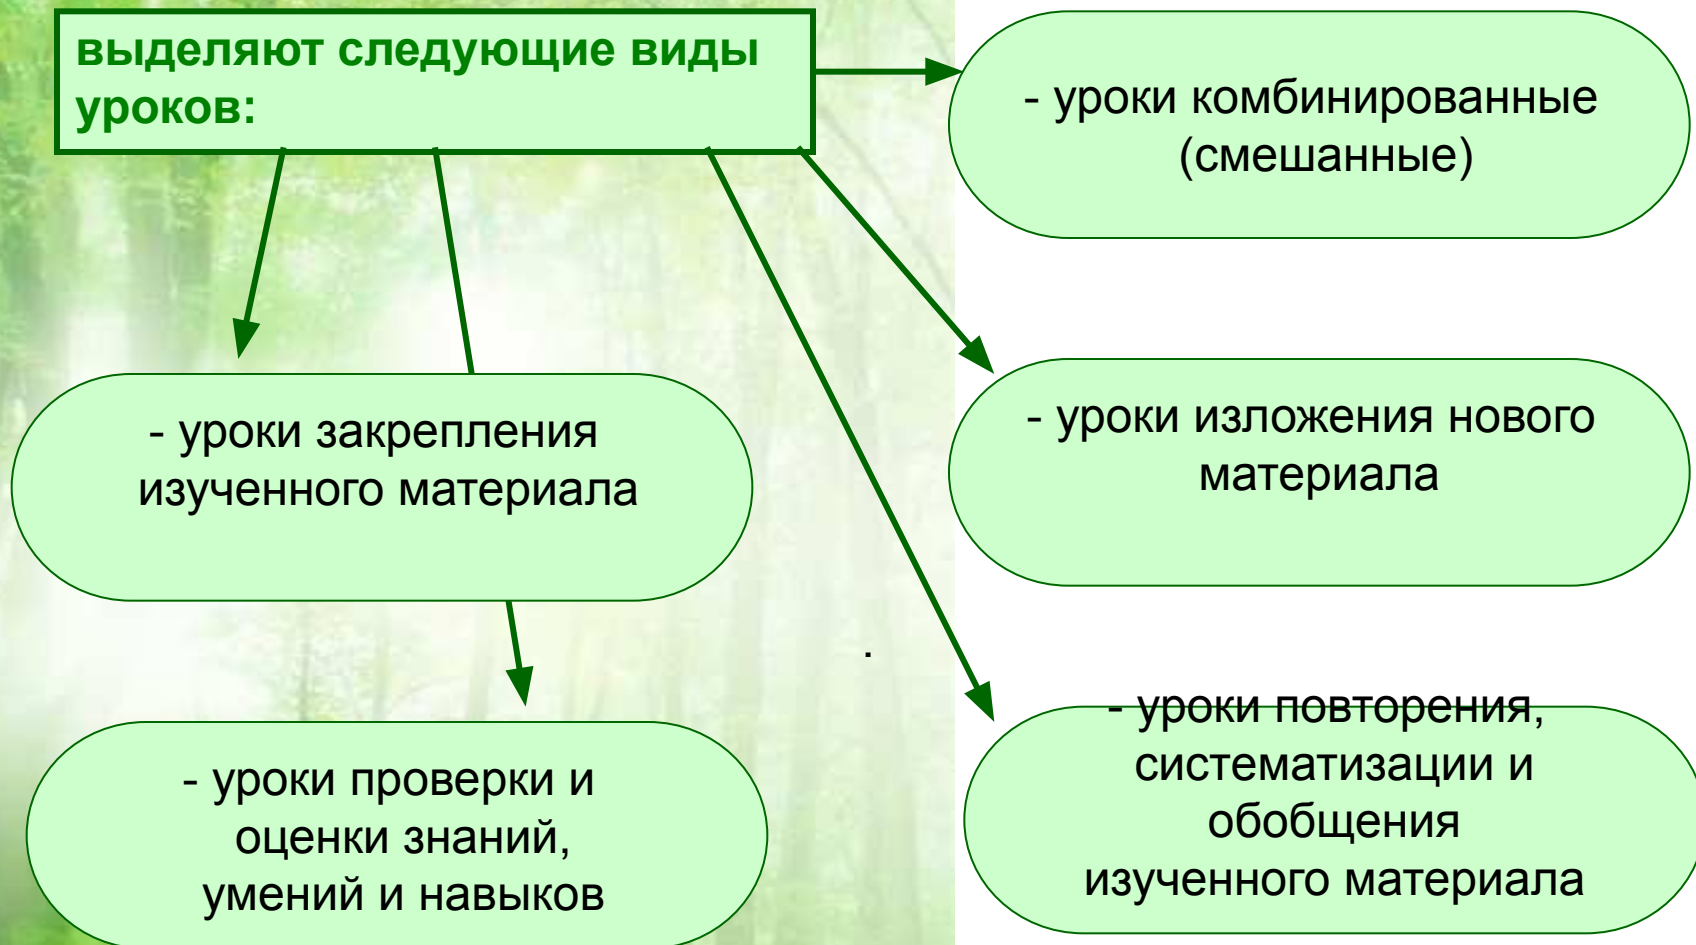 выделяют следующие виды
уроков:
- уроки комбинированные
(смешанные)
- уроки закрепления
изученного материала
- уроки изложения нового
материала
.
- уроки проверки и
оценки знаний,
умений и навыков
- уроки повторения,
систематизации и
обобщения
изученного материала